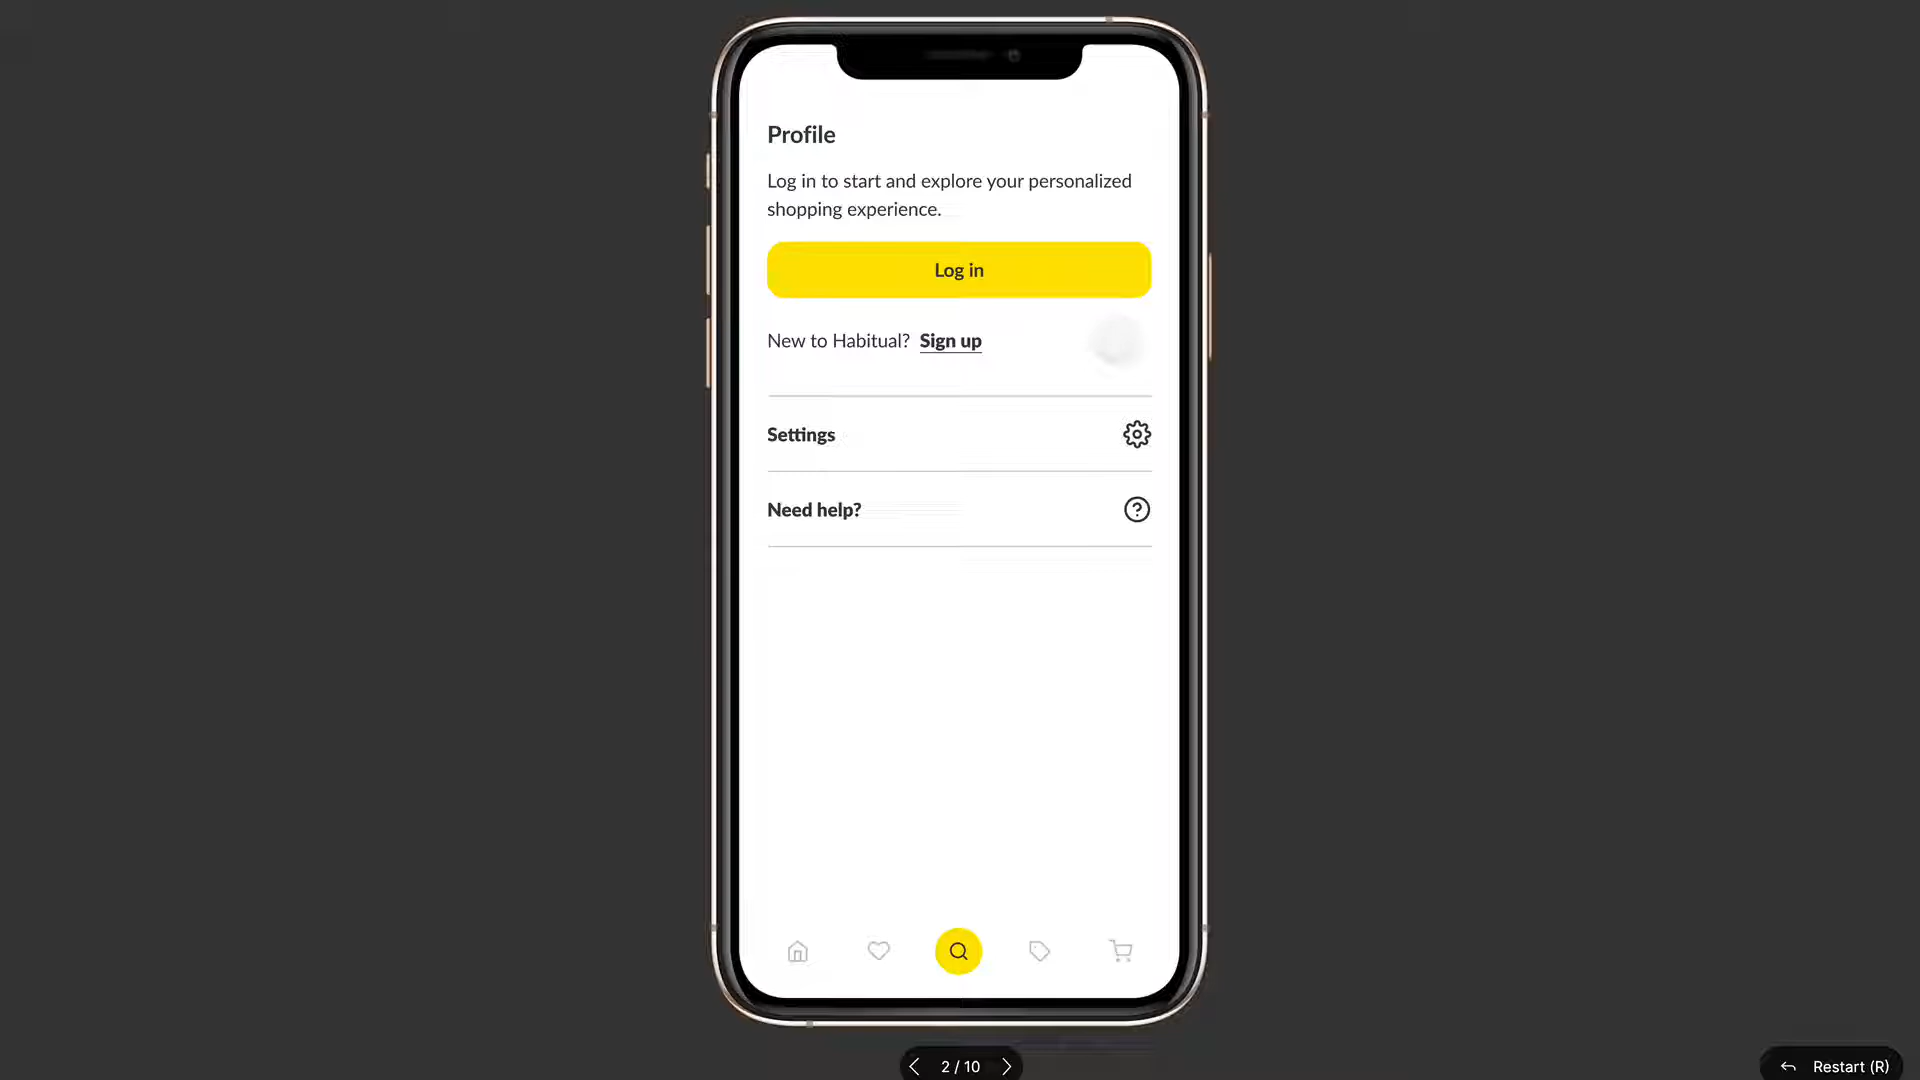 Profile
Log in to start and explore your personalized
shopping experience.
Log in
New to Habitual? Sign up
Settings
Need help?
2 / 10
Restart (R)